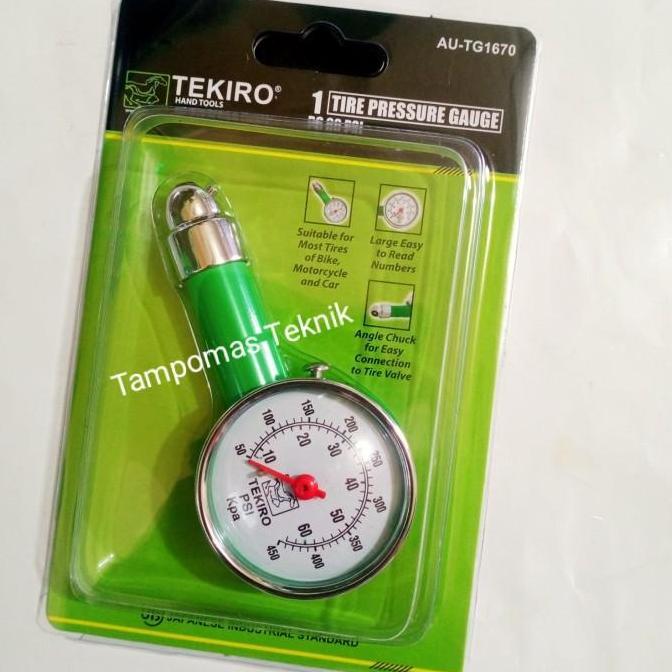 AU-TG1670
TEKIRO®
HAND TOOLS
1 TIRE PRESSURE GAUGE
Suitable for
Most Tires
of Bike,
Motorcycle
and Car
Large Easy
to Read
Numbers
Angle Chuck
for Easy
Connection
to Tire Valve
Tampomas Teknik
50
100
150
200
250
300
350
400
450
10
20
30
40
50
60
TEKIRO
PSI
Kpa
JAPANESE INDUSTRIAL STANDARD